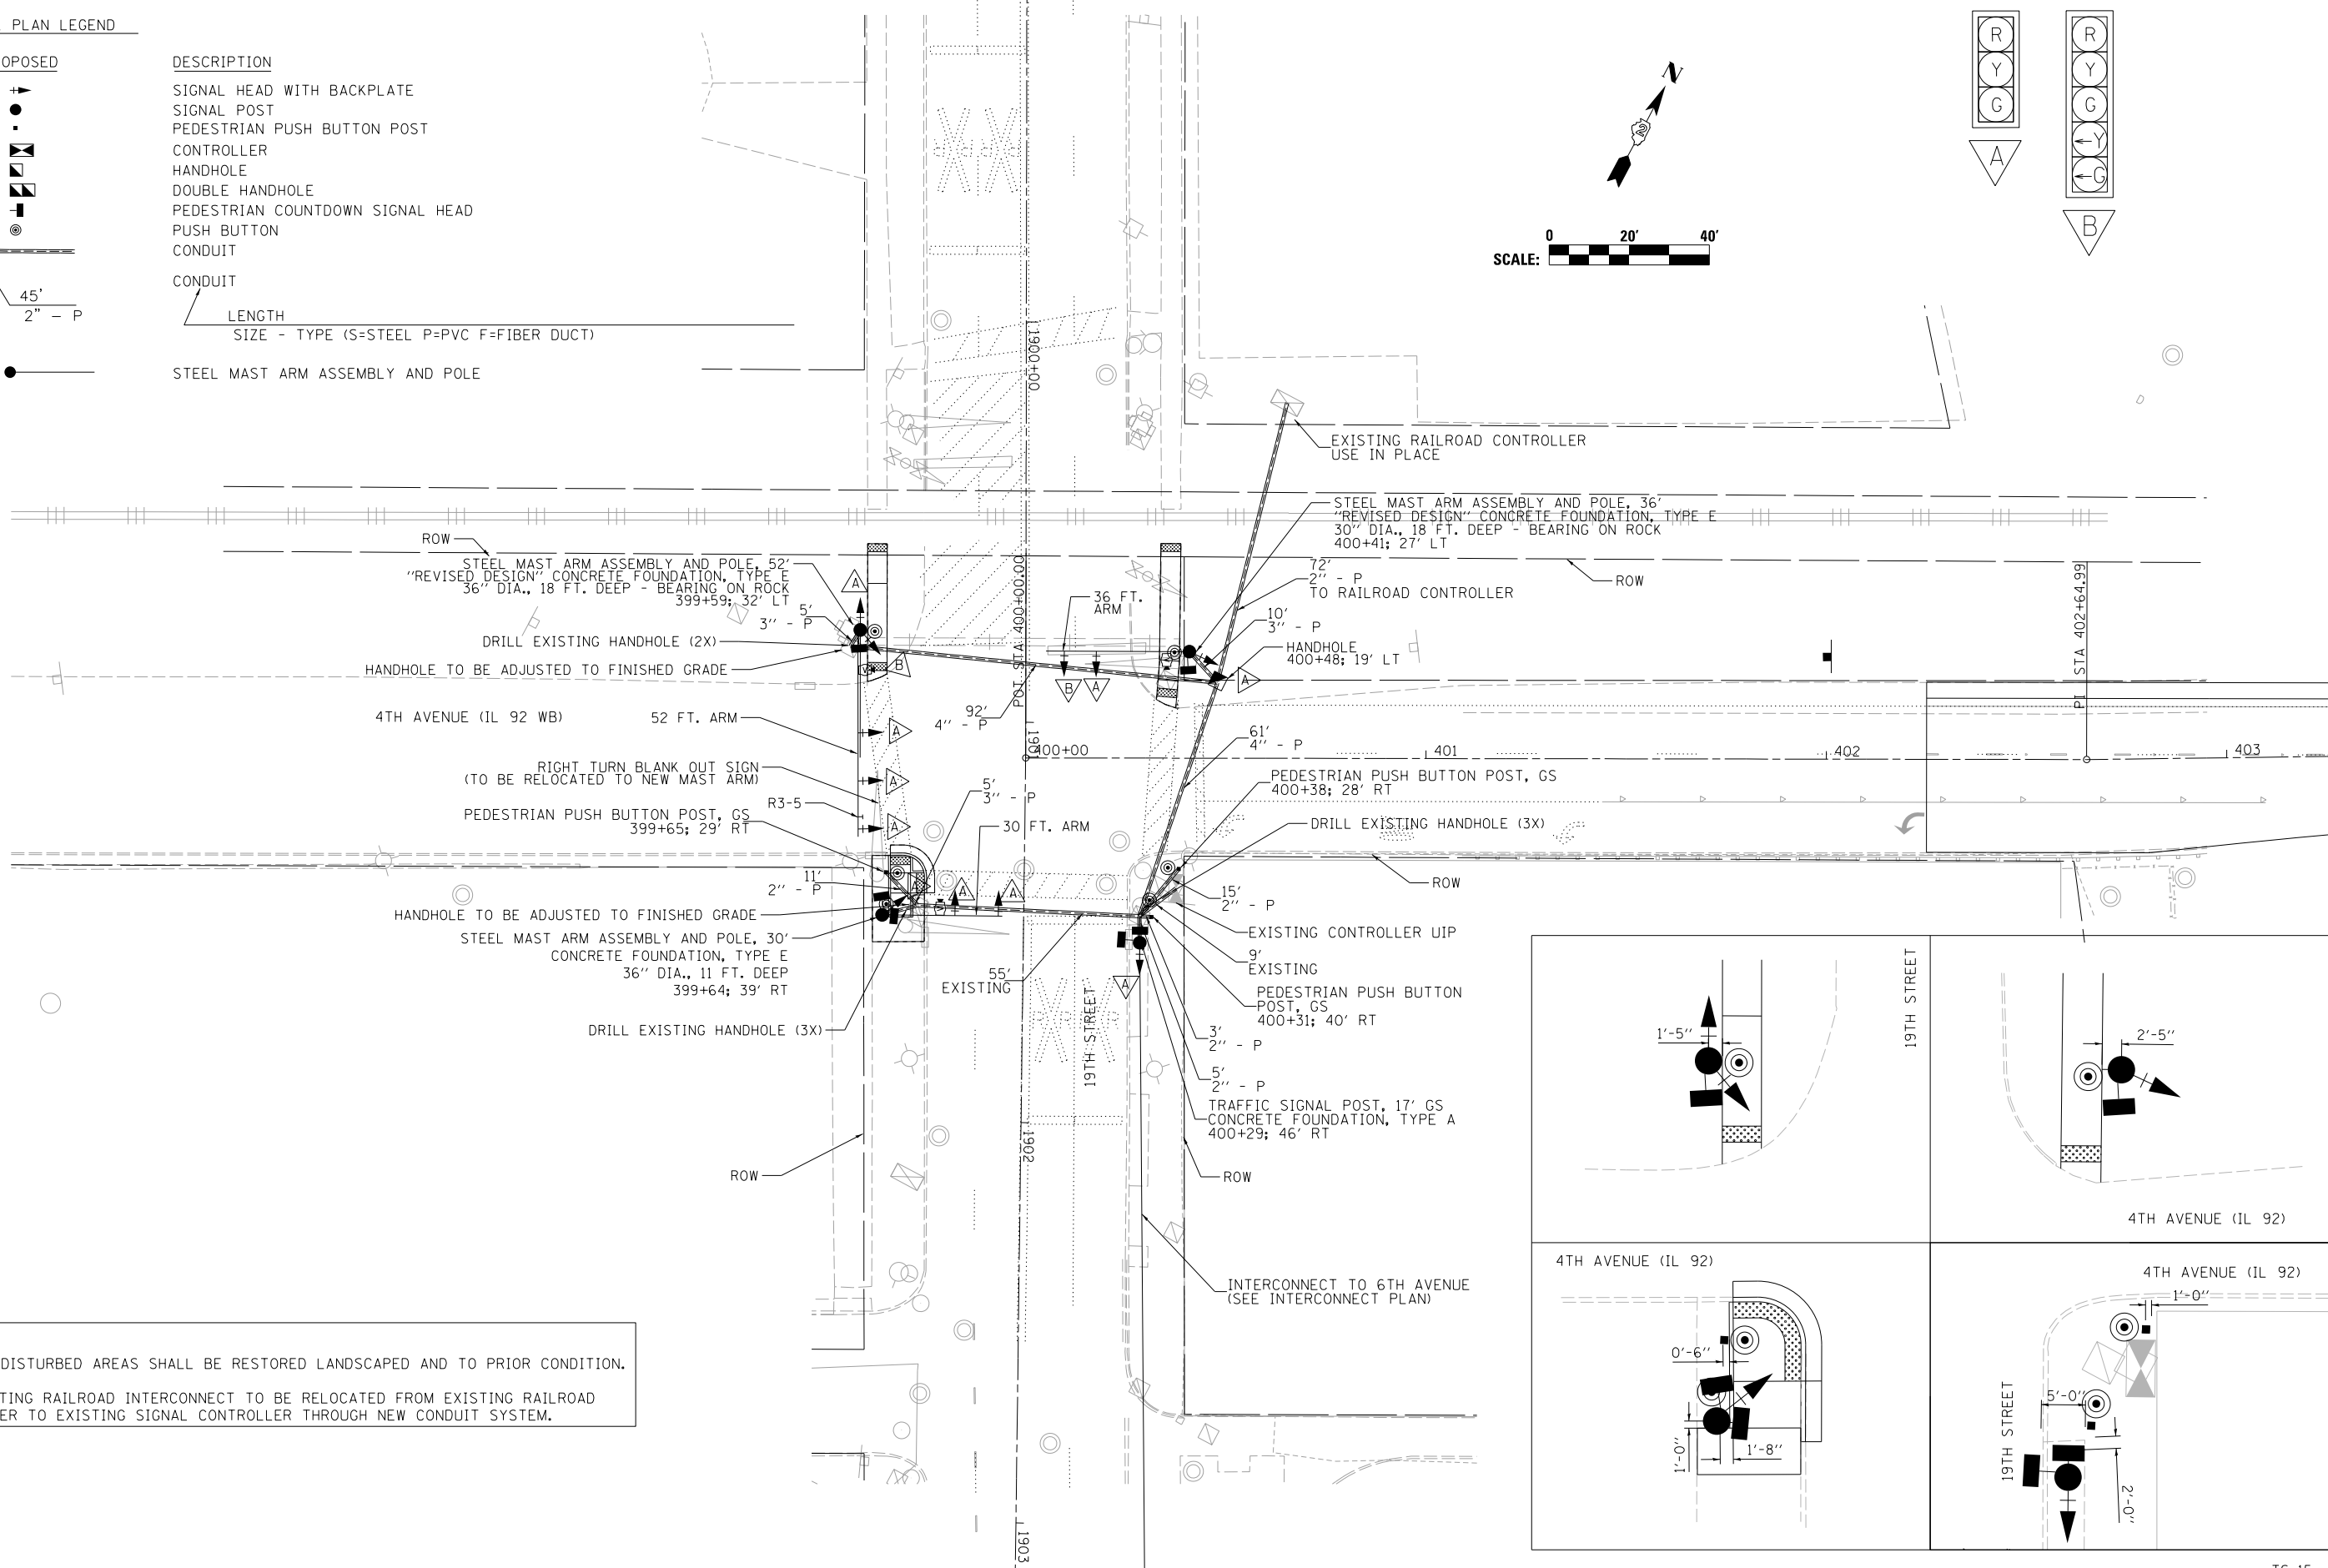 PLAN LEGEND
OPOSED
DESCRIPTION
SIGNAL HEAD WITH BACKPLATE
SIGNAL POST
PEDESTRIAN PUSH BUTTON POST
CONTROLLER
HANDHOLE
DOUBLE HANDHOLE
PEDESTRIAN COUNTDOWN SIGNAL HEAD
PUSH BUTTON
CONDUIT
CONDUIT
45'
2" - P
LENGTH
SIZE - TYPE (S=STEEL P=PVC F=FIBER DUCT)
STEEL MAST ARM ASSEMBLY AND POLE
N
2
SCALE:
0 20' 40'
R
Y
G
A
R
Y
G
←Y
←G
B
1900+00
EXISTING RAILROAD CONTROLLER
USE IN PLACE
STEEL MAST ARM ASSEMBLY AND POLE, 36'
"REVISED DESIGN" CONCRETE FOUNDATION, TYPE E
30" DIA., 18 FT. DEEP - BEARING ON ROCK
400+41; 27' LT
ROW
STEEL MAST ARM ASSEMBLY AND POLE, 52'
"REVISED DESIGN" CONCRETE FOUNDATION, TYPE E
36" DIA., 18 FT. DEEP - BEARING ON ROCK
399+59; 32' LT
A
5'
3" - P
POT STA 400+00.00
36 FT.
ARM
72'
2" - P
TO RAILROAD CONTROLLER
ROW
10'
3" - P
HANDHOLE
400+48; 19' LT
DRILL EXISTING HANDHOLE (2X)
HANDHOLE TO BE ADJUSTED TO FINISHED GRADE
B
B
A
A
PI STA 402+64.99
4TH AVENUE (IL 92 WB)
52 FT. ARM
A
92'
4" - P
1901
400+00
61'
4" - P
401
402
403
RIGHT TURN BLANK OUT SIGN
(TO BE RELOCATED TO NEW MAST ARM)
A
5'
3" - P
R3-5
PEDESTRIAN PUSH BUTTON POST, GS
399+65; 29' RT
A
30 FT. ARM
PEDESTRIAN PUSH BUTTON POST, GS
400+38; 28' RT
DRILL EXISTING HANDHOLE (3X)
ROW
11'
2" - P
A
A
A
15'
2" - P
HANDHOLE TO BE ADJUSTED TO FINISHED GRADE
STEEL MAST ARM ASSEMBLY AND POLE, 30'
CONCRETE FOUNDATION, TYPE E
36" DIA., 11 FT. DEEP
399+64; 39' RT
EXISTING CONTROLLER UIP
9'
EXISTING
55'
EXISTING
A
PEDESTRIAN PUSH BUTTON
POST, GS
400+31; 40' RT
DRILL EXISTING HANDHOLE (3X)
19TH STREET
3'
2" - P
5'
2" - P
TRAFFIC SIGNAL POST, 17' GS
CONCRETE FOUNDATION, TYPE A
400+29; 46' RT
1902
ROW
ROW
INTERCONNECT TO 6TH AVENUE
(SEE INTERCONNECT PLAN)
1903
DISTURBED AREAS SHALL BE RESTORED LANDSCAPED AND TO PRIOR CONDITION.
TING RAILROAD INTERCONNECT TO BE RELOCATED FROM EXISTING RAILROAD
ER TO EXISTING SIGNAL CONTROLLER THROUGH NEW CONDUIT SYSTEM.
19TH STREET
1'-5"
2'-5"
4TH AVENUE (IL 92)
4TH AVENUE (IL 92)
0'-6"
1'-0"
1'-8"
4TH AVENUE (IL 92)
1'-0"
19TH STREET
5'-0"
2'-0"